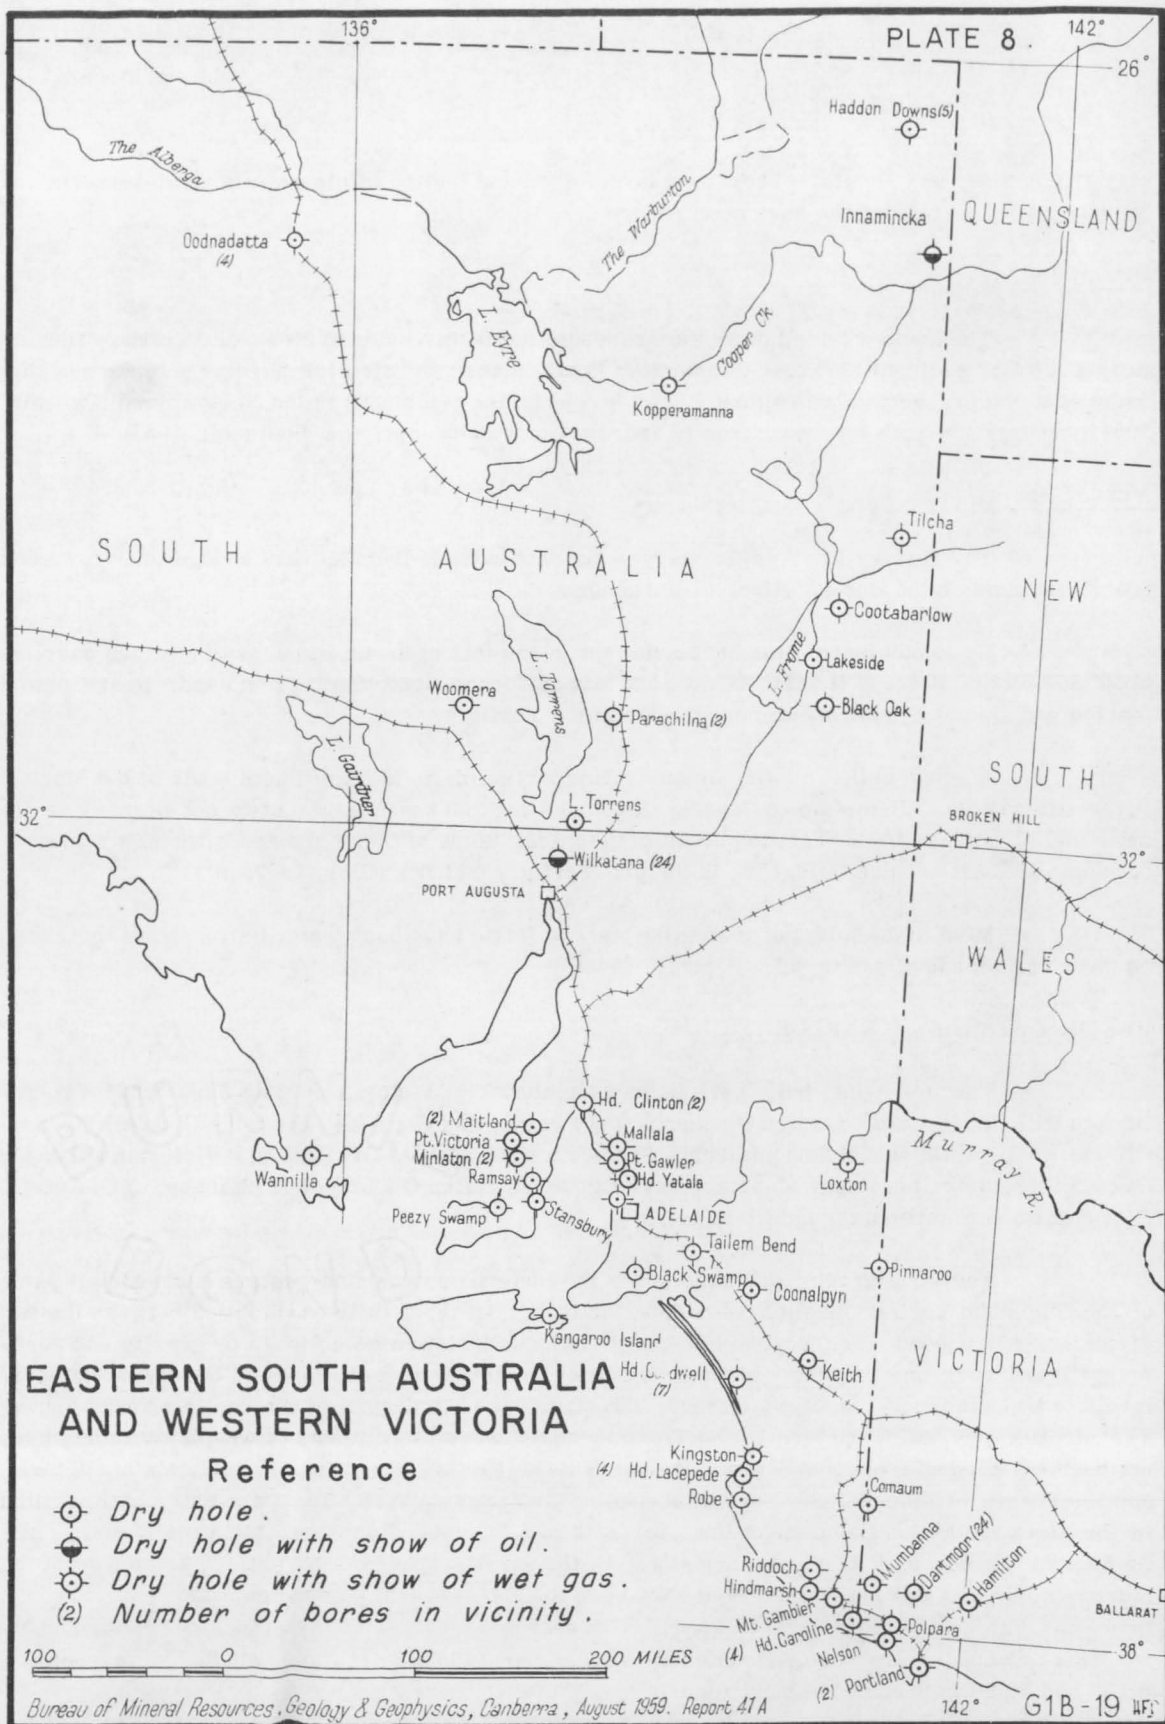 136°
142°
PLATE 8.
26°
Haddon Downs (5)
The Alberga
The Warburton
Innamincka
QUEENSLAND
Oodnadatta
(4)
L. Eyre
Cooper Ck
Kopperamanna
Tilcha
SOUTH AUSTRALIA
NEW
Cootabarlow
L. Frome
Lakeside
Woomera
L. Torrens
Parachilna (2)
Black Oak
L. Gairdner
SOUTH
L. Torrens
32°
BROKEN HILL
32°
Wilkatana (24)
PORT AUGUSTA
WALES
Hd. Clinton (2)
(2) Maitland
Mallala
Murray R.
Pt. Victoria
Minlaton (2)
Pt. Gawler
Wannilla
Ramsay
Hd. Yatala
Loxton
Peezy Swamp
Stansbury
ADELAIDE
Tailem Bend
Black Swamp
Pinnaroo
Coonalpyn
Kangaroo Island
VICTORIA
EASTERN SOUTH AUSTRALIA
Hd. C dwell
(7)
Keith
AND WESTERN VICTORIA
Reference
Kingston
(4) Hd. Lacepede
Robe
Comaum
Dry hole.
Dry hole with show of oil.
Dry hole with show of wet gas.
(2) Number of bores in vicinity.
Riddoch
Mumbanna
Dartmoor (24)
Hamilton
Hindmarsh
Mt. Gambier
BALLARAT
(4) Hd. Caroline
Polpara
Nelson
38°
(2) Portland
100 0 100 200 MILES
142°
Bureau of Mineral Resources, Geology & Geophysics, Canberra, August 1959. Report 41A
G1B-19